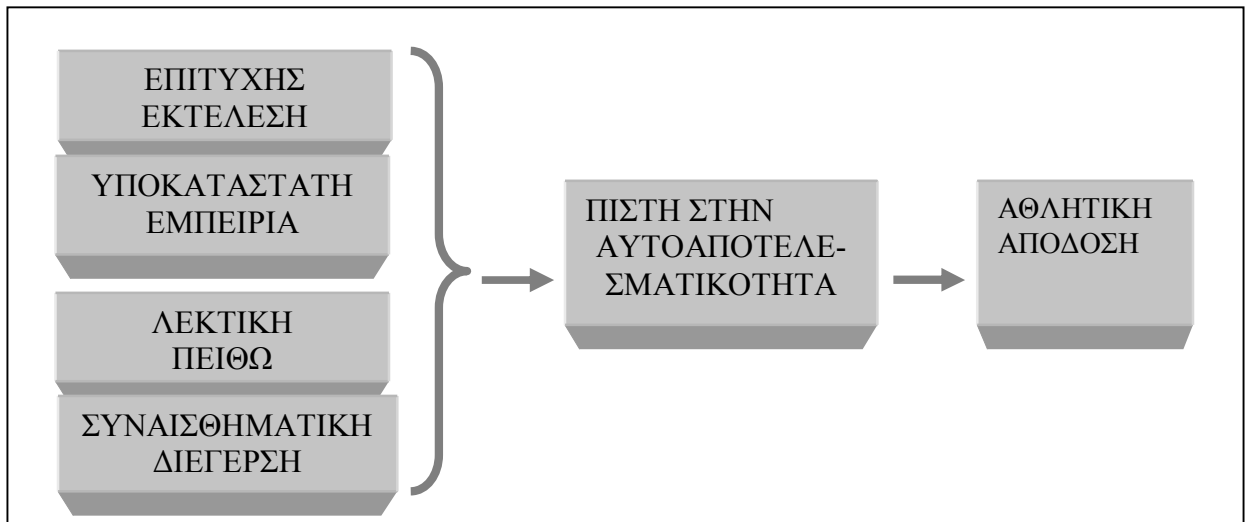 ΕΠΙΤΥΧΗΣ
ΕΚΤΕΛΕΣΗ
ΥΠΟΚΑΤΑΣΤΑΤΗ
ΕΜΠΕΙΡΙΑ
ΛΕΚΤΙΚΗ
ΠΕΙΘΩ
ΣΥΝΑΙΣΘΗΜΑΤΙΚΗ
ΔΙΕΓΕΡΣΗ
ΠΙΣΤΗ ΣΤΗΝ
ΑΥΤΟΑΠΟΤΕΛΕ-
ΣΜΑΤΙΚΟΤΗΤΑ
ΑΘΛΗΤΙΚΗ
ΑΠΟΔΟΣΗ